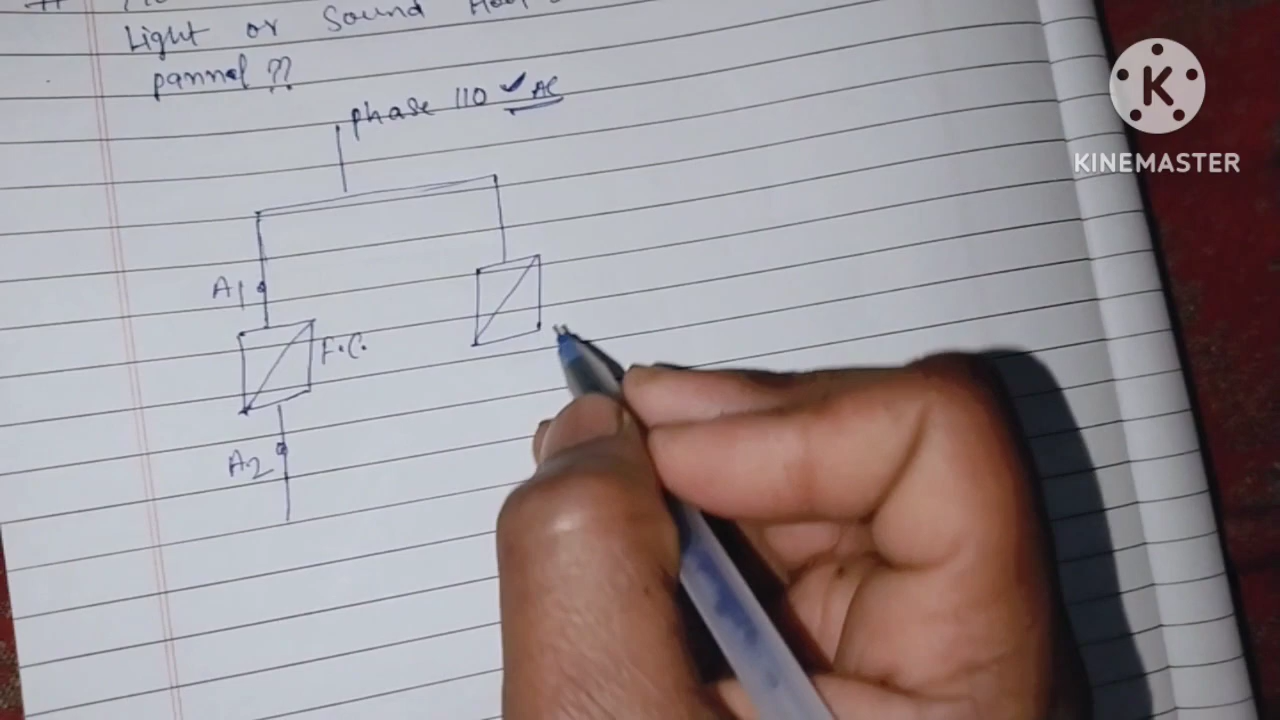 Light or Sound
pannel ??
phase 110 AC
A1
F.C.
A2
K
KINEMASTER